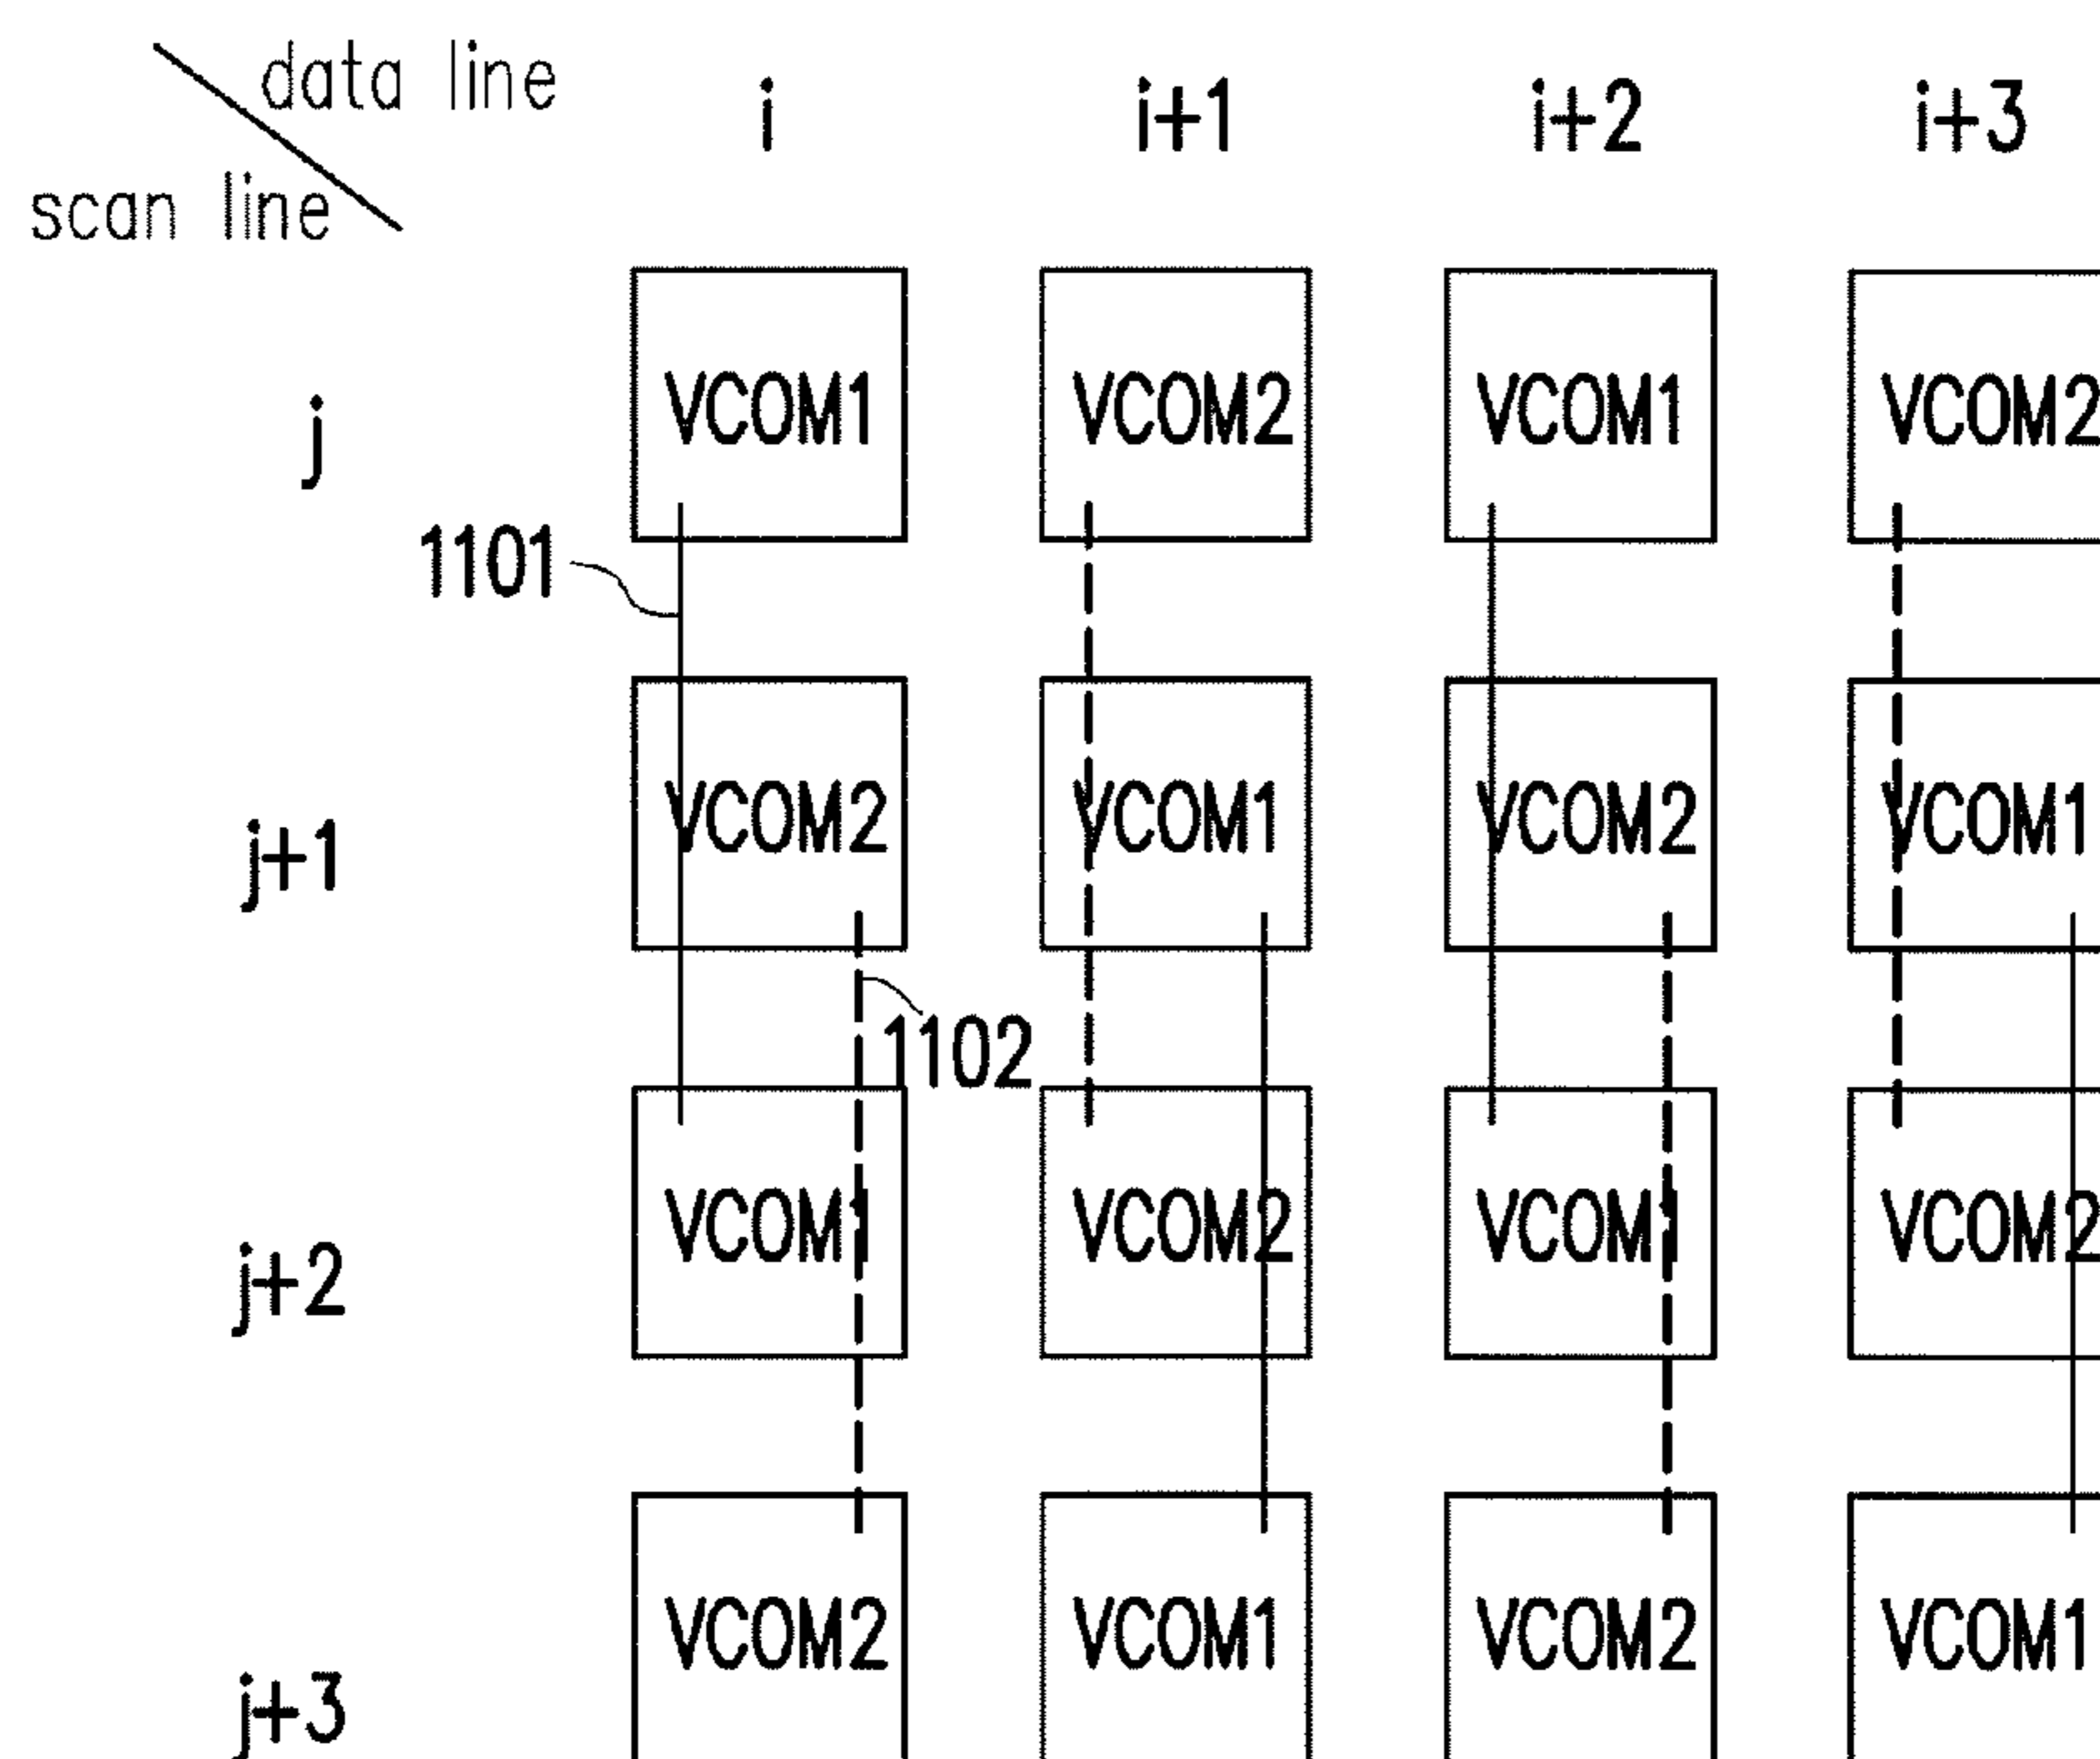 data line
scan line
i i+1 i+2 i+3
j VCOM1 VCOM2 VCOM1 VCOM2
1101
j+1 VCOM2 VCOM1 VCOM2 VCOM1
1102
j+2 VCOM1 VCOM2 VCOM1 VCOM2
j+3 VCOM2 VCOM1 VCOM2 VCOM1